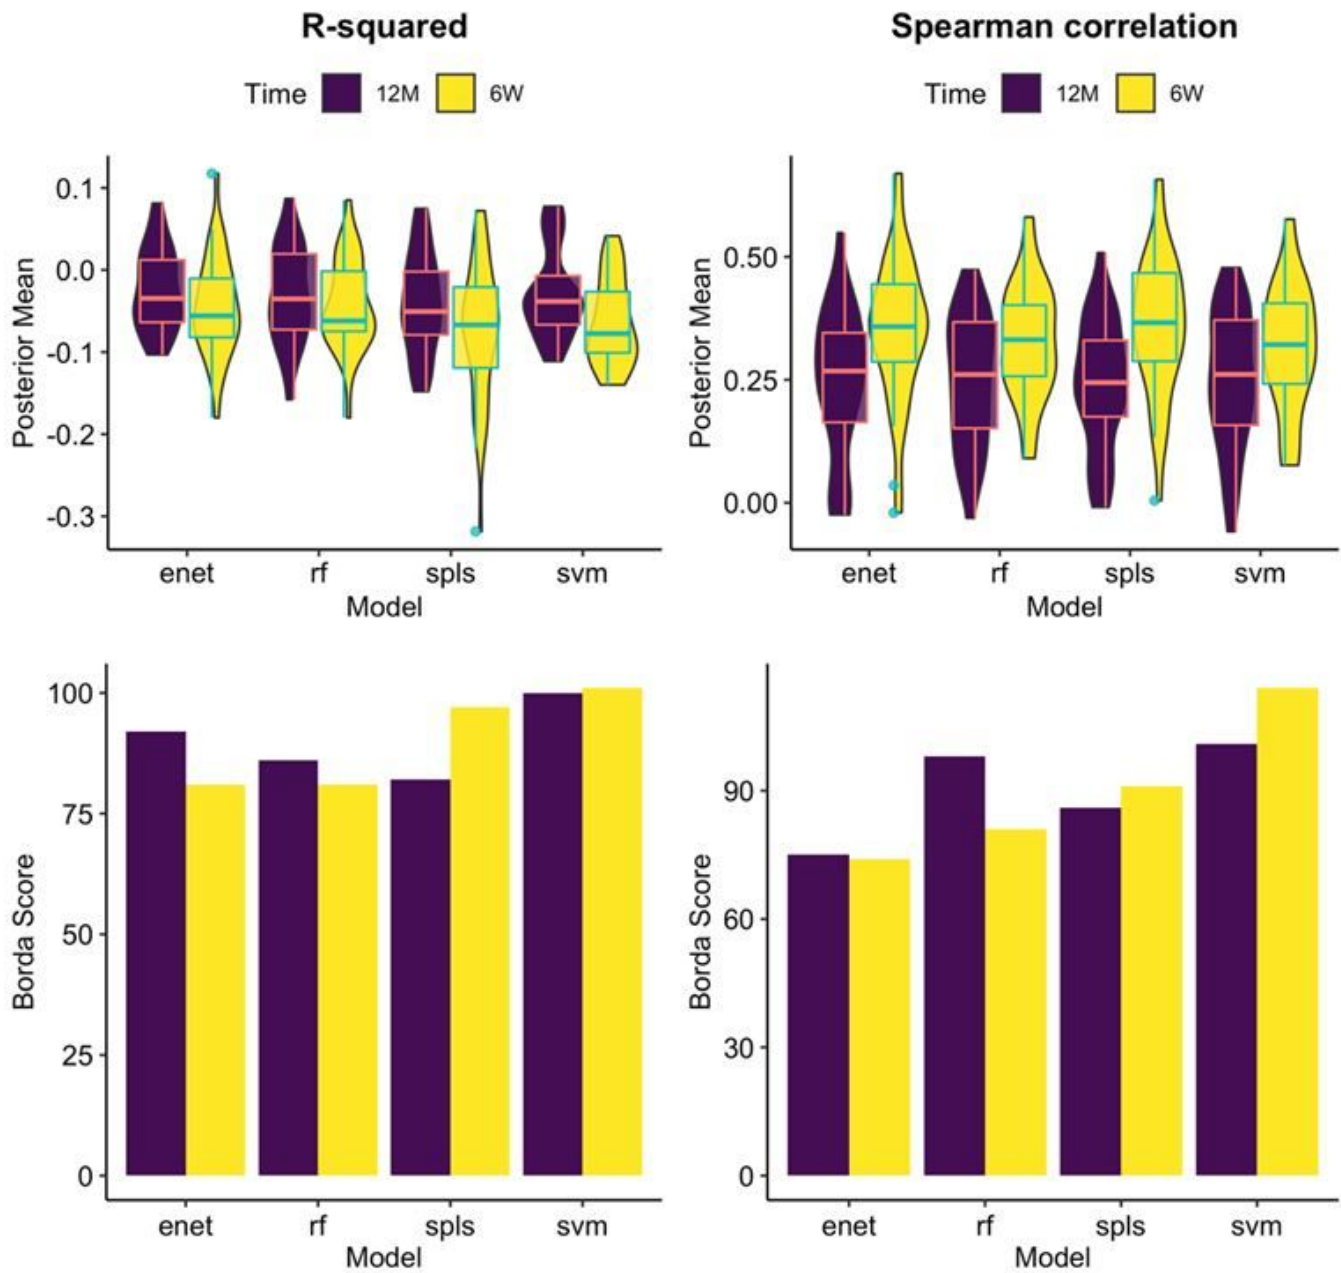 R-squared
Time 12M 6W
Posterior Mean
0.1
0.0
-0.1
-0.2
-0.3
enet rf spls svm
Model
Spearman correlation
Time 12M 6W
Posterior Mean
0.50
0.25
0.00
enet rf spls svm
Model
Borda Score
100
75
50
25
0
enet rf spls svm
Model
Borda Score
90
60
30
0
enet rf spls svm
Model